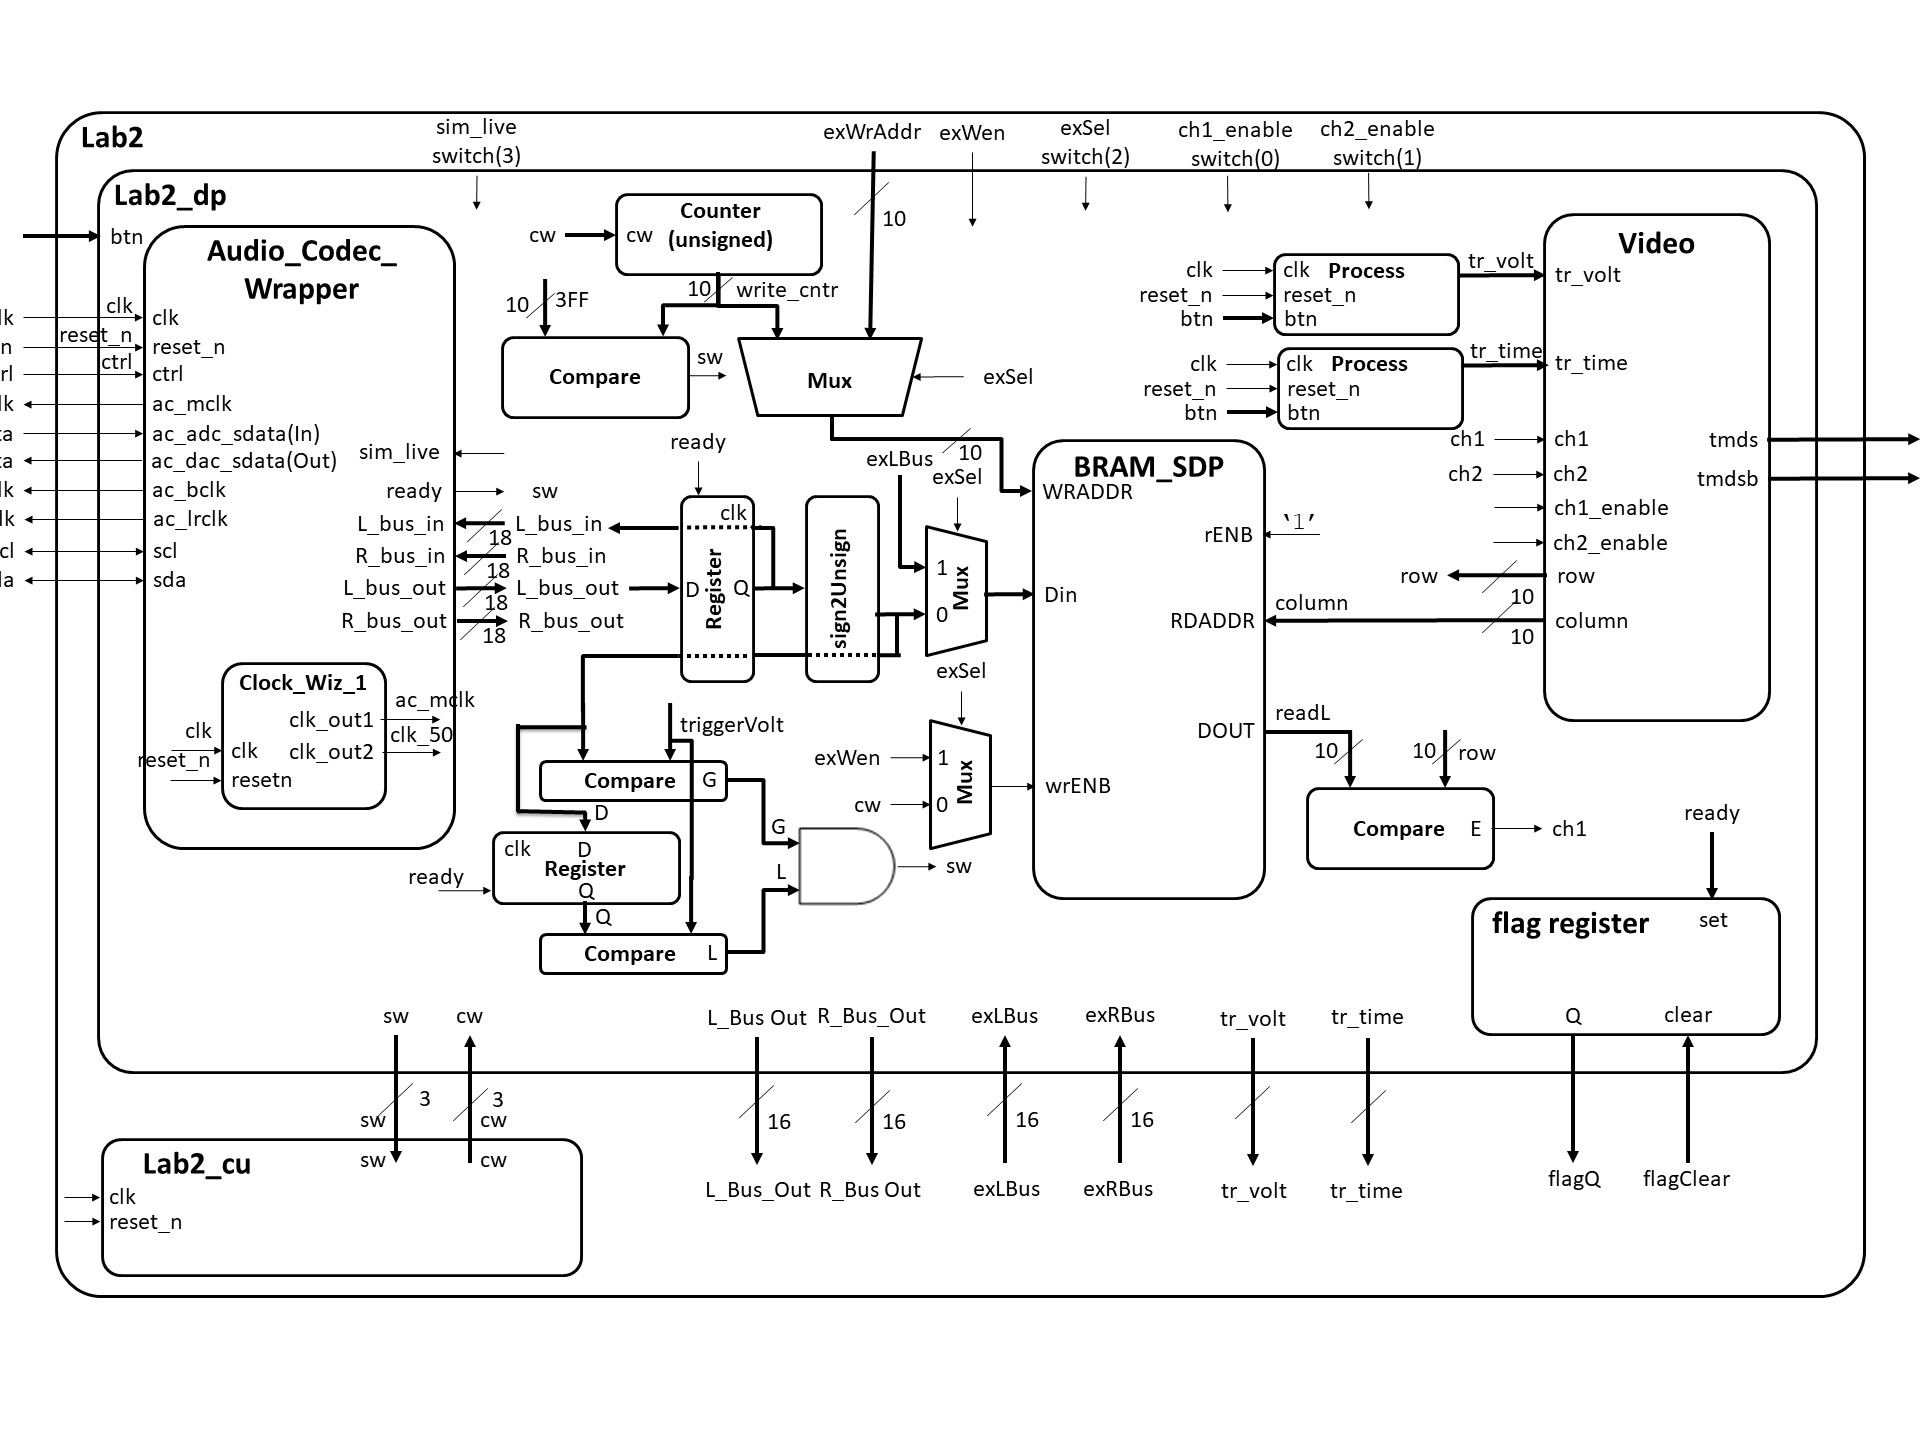 Lab2
sim_live
switch(3)
exWrAddr
exWen
exSel
switch(2)
ch1_enable
switch(0)
ch2_enable
switch(1)
Lab2_dp
btn
Audio_Codec_
Wrapper
clk
reset_n
ctrl
lk
n
rl
lk
ta
ta
lk
lk
cl
la
clk
reset_n
ctrl
ac_mclk
ac_adc_sdata(In)
ac_dac_sdata(Out)
ac_bclk
ac_lrclk
scl
sda
sim_live
ready
L_bus_in
R_bus_in
L_bus_out
R_bus_out
18
18
18
18
sw
L_bus_in
R_bus_in
L_bus_out
R_bus_out
Clock_Wiz_1
clk_out1
clk_out2
clk
resetn
clk
reset_n
ac_mclk
clk_50
cw
cw
Counter
(unsigned)
10
write_cntr
10
3FF
Compare
sw
10
Mux
exSel
10
ready
clk
D
Q
Register
sign2Unsign
exLBus
exSel
1
0
Mux
exSel
exWen
cw
1
0
Mux
triggerVolt
Compare
G
D
clk
D
Register
Q
ready
Q
Compare
L
G
L
sw
BRAM_SDP
WRADDR
rENB
'1'
Din
RDADDR
DOUT
wrENB
column
readL
10
10
row
Compare
E
ch1
clk
reset_n
btn
clk
Process
reset_n
btn
tr_volt
clk
reset_n
btn
clk
Process
reset_n
btn
tr_time
Video
tr_volt
tr_time
ch1
ch1
ch2
ch2
ch1_enable
ch2_enable
row
row
10
column
10
tmds
tmdsb
ready
flag register
set
Q
clear
flagQ
flagClear
sw
cw
3
3
sw
cw
sw
cw
Lab2_cu
clk
reset_n
L_Bus Out
R_Bus_Out
exLBus
exRBus
tr_volt
tr_time
16
16
16
16
L_Bus_Out
R_Bus Out
exLBus
exRBus
tr_volt
tr_time